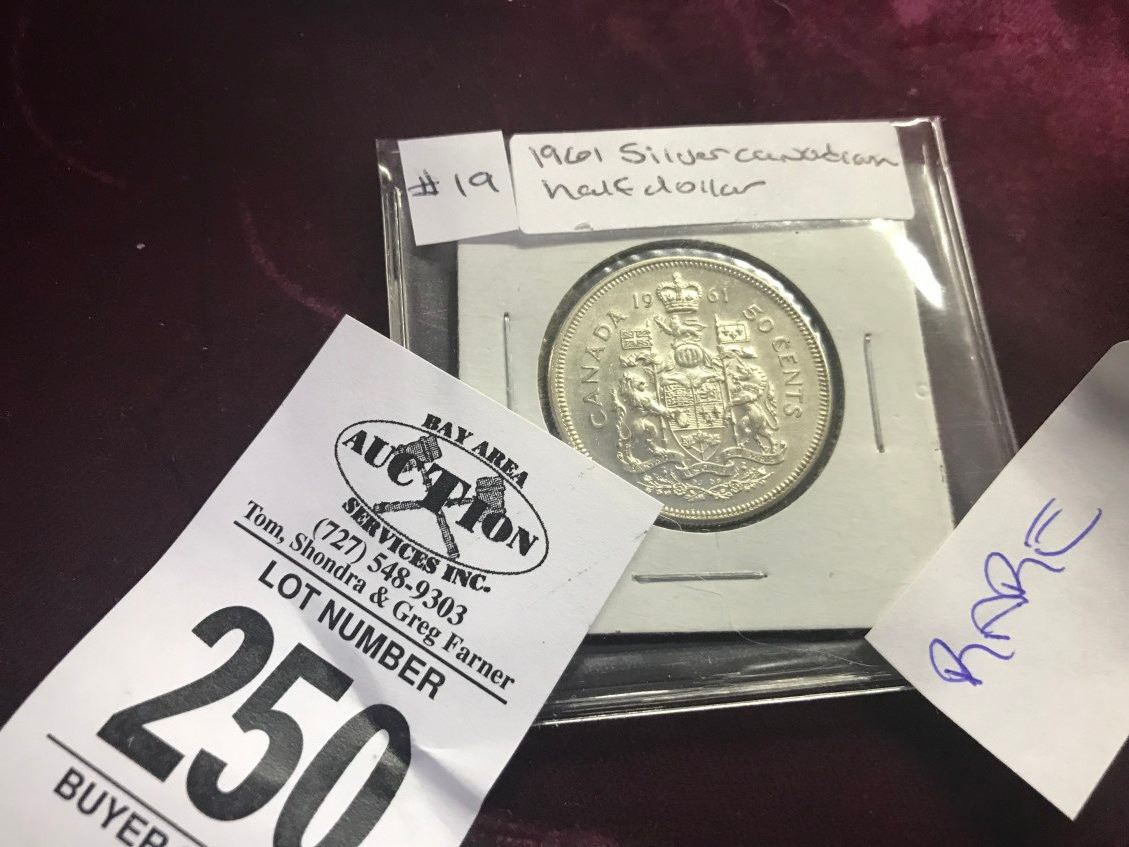 #19
1961 Silver canadian
half dollar
CANADA 19 61 50 CENTS
BAY AREA
AUCTION
SERVICES INC.
(727) 548-9303
Tom, Shondra & Greg Farner
LOT NUMBER
250
BUYER
RARE